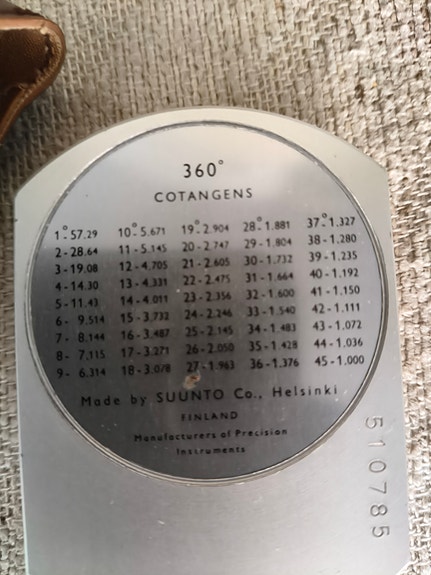 360°
COTANGENS
1°-57.29 10°-5.671 19°-2.904 28°-1.881 37°-1.327
2-28.64 11-5.145 20-2.747 29-1.804 38-1.280
3-19.08 12-4.705 21-2.605 30-1.732 39-1.235
4-14.30 13-4.331 22-2.475 31-1.664 40-1.192
5-11.43 14-4.011 23-2.356 32-1.600 41-1.150
6- 9.514 15-3.732 24-2.246 33-1.540 42-1.111
7- 8.144 16-3.487 25-2.145 34-1.483 43-1.072
8- 7,115 17-3.271 26-2.050 35-1.428 44-1.036
9- 6.314 18-3.078 27-1.963 36-1.376 45-1.000
Made by SUUNTO Co., Helsinki
FINLAND
Manufacturers of Precision
Instruments
510785